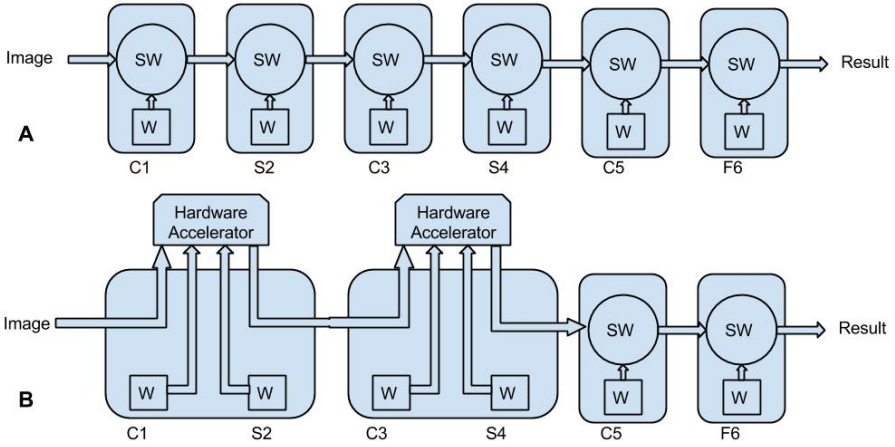 Image SW SW SW SW SW SW Result
W W W W W W
A
C1 S2 C3 S4 C5 F6
Hardware Accelerator
Hardware Accelerator
Image SW SW Result
W W W W W W
B
C1 S2 C3 S4 C5 F6